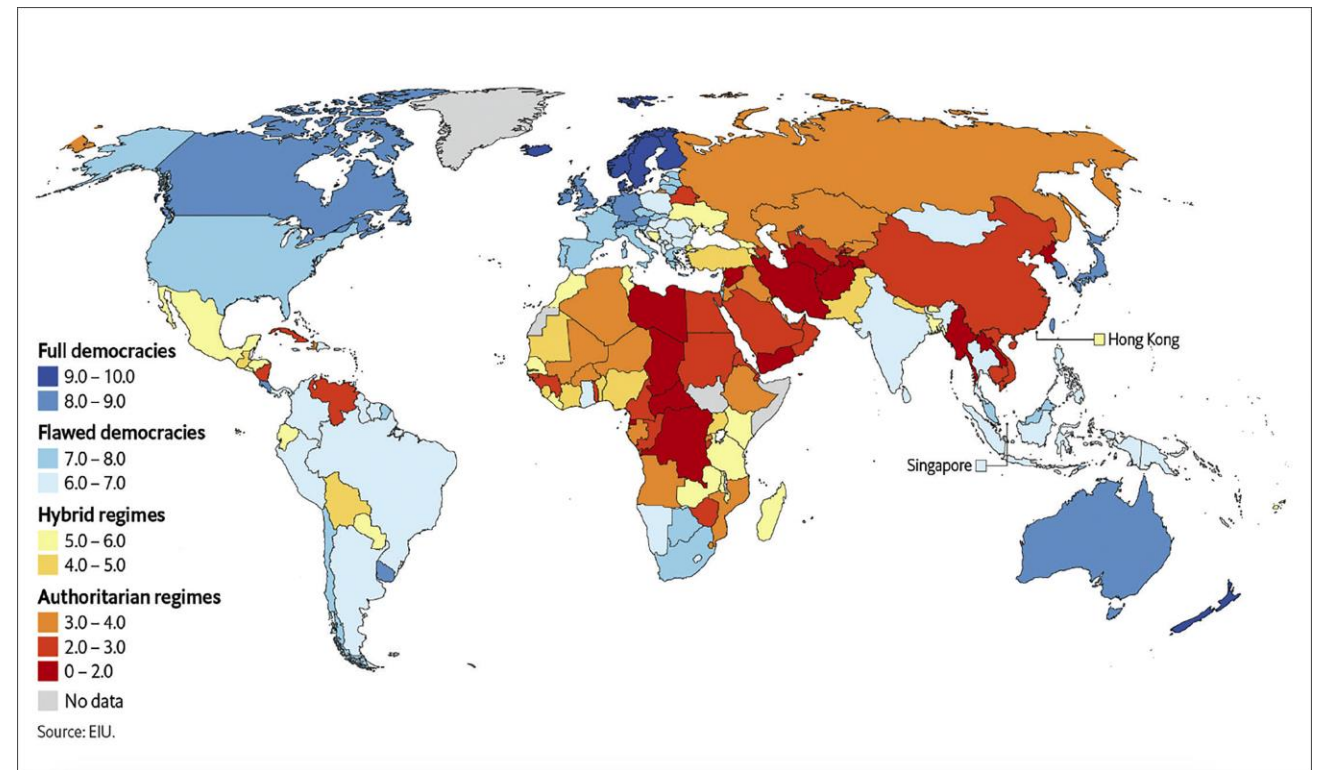 Full democracies
9.0 – 10.0
8.0 – 9.0
Flawed democracies
7.0 – 8.0
6.0 – 7.0
Hybrid regimes
5.0 – 6.0
4.0 – 5.0
Authoritarian regimes
3.0 – 4.0
2.0 – 3.0
0 – 2.0
No data
Source: EIU.
Hong Kong
Singapore